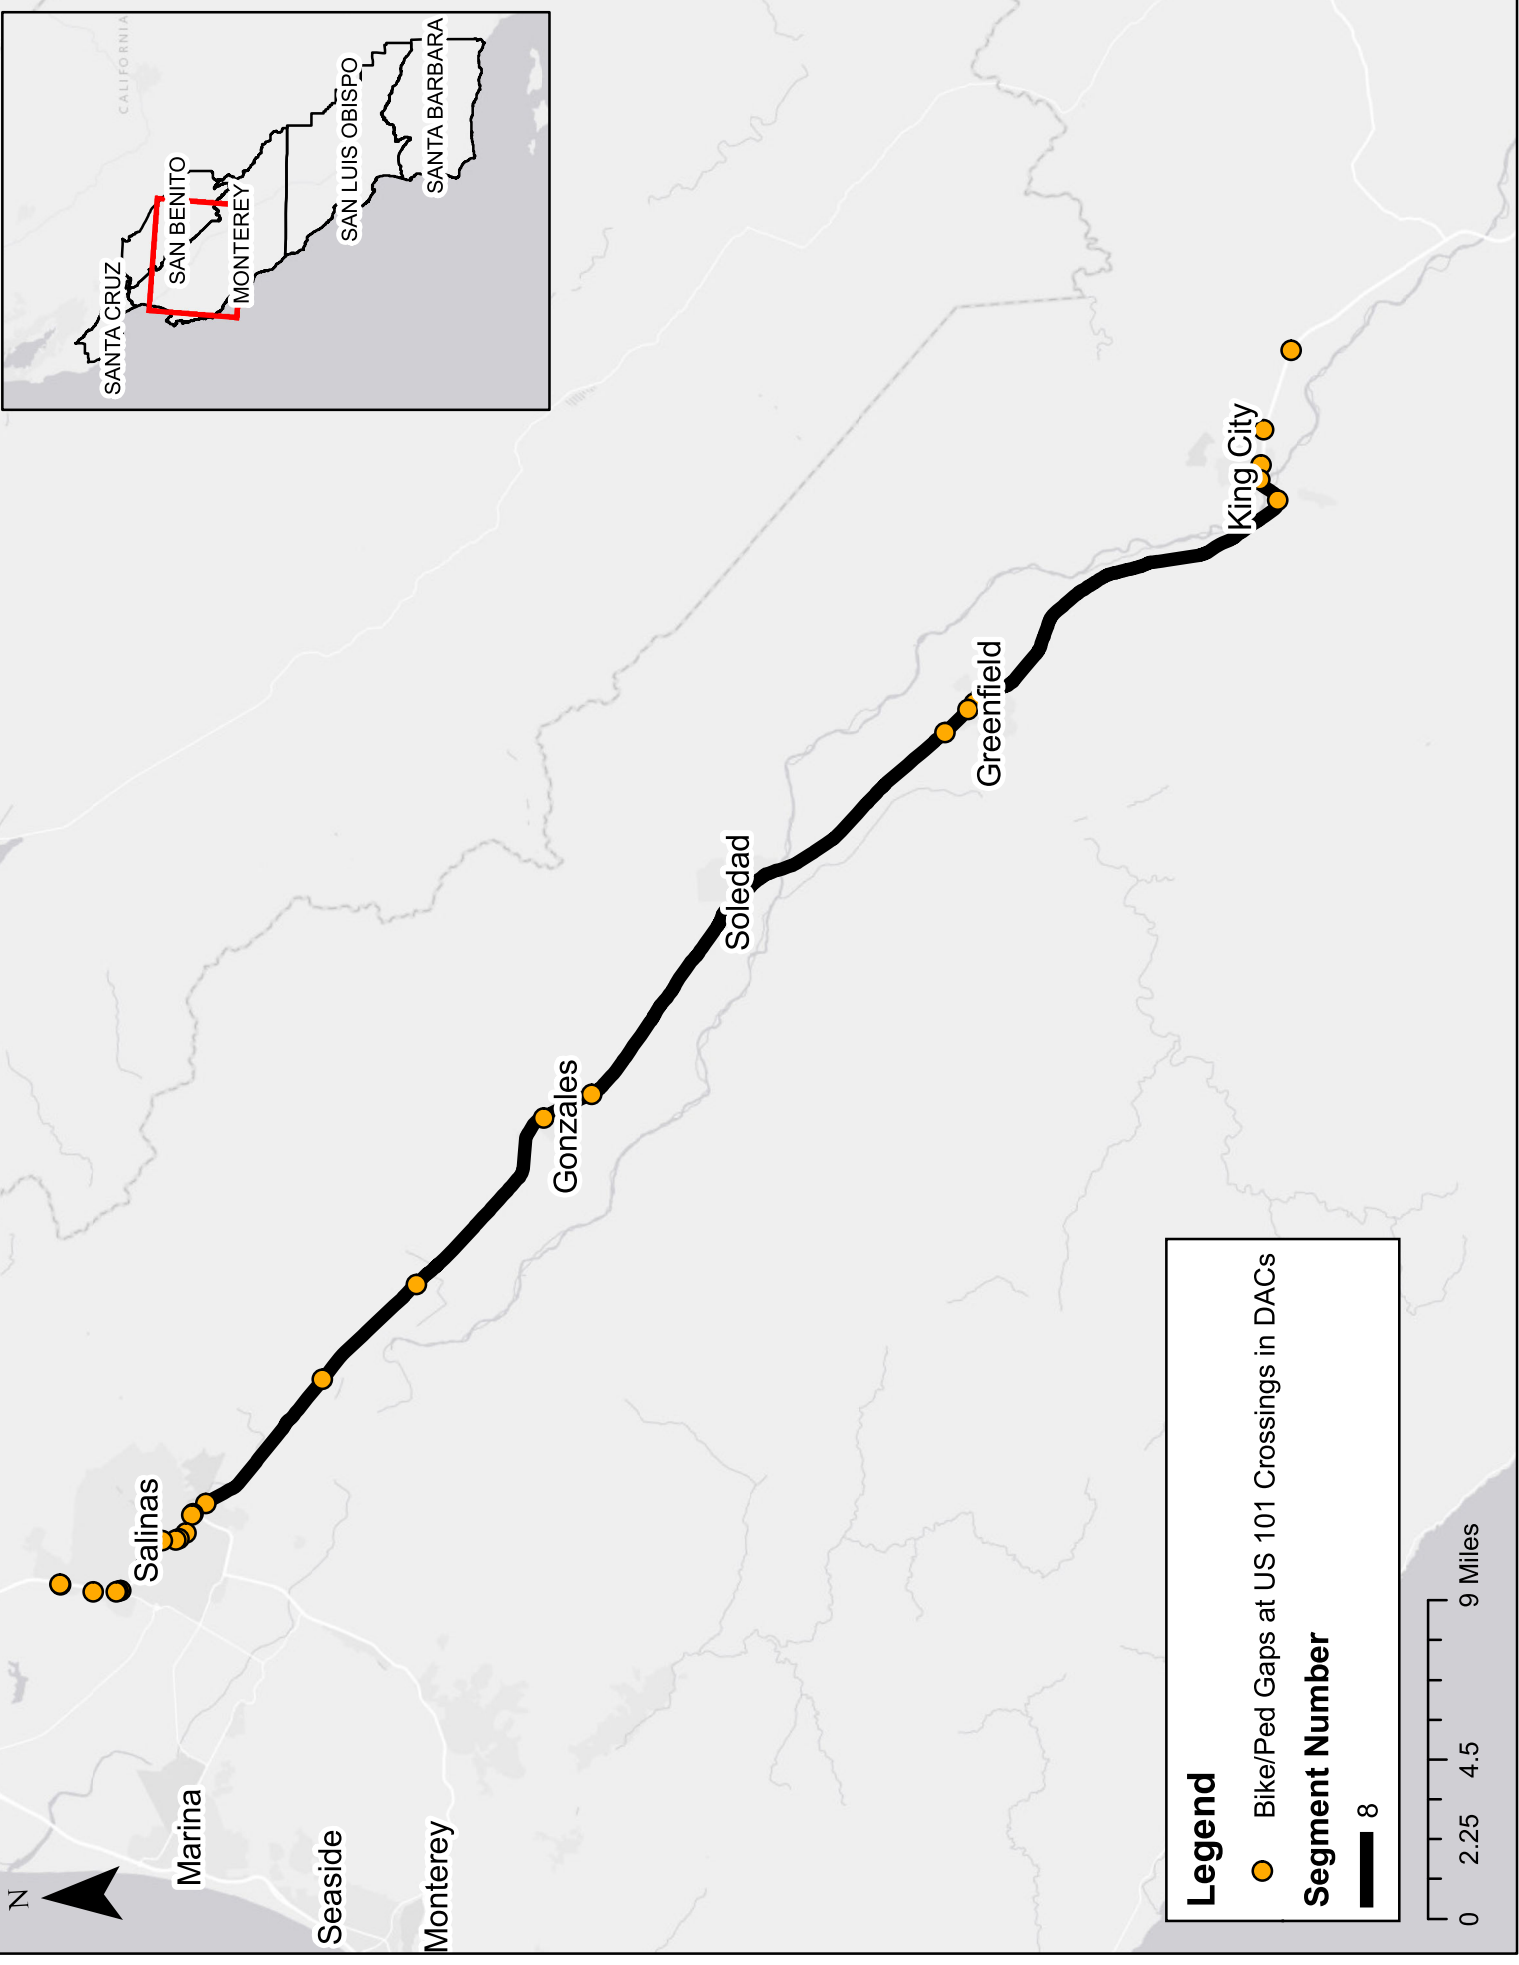 CALIFORNIA
SANTA CRUZ
SAN BENITO
MONTEREY
SAN LUIS OBISPO
SANTA BARBARA
N
Marina
Seaside
Monterey
Salinas
Gonzales
Soledad
Greenfield
King City
Legend
Bike/Ped Gaps at US 101 Crossings in DACs
Segment Number
8
0 2.25 4.5 9 Miles